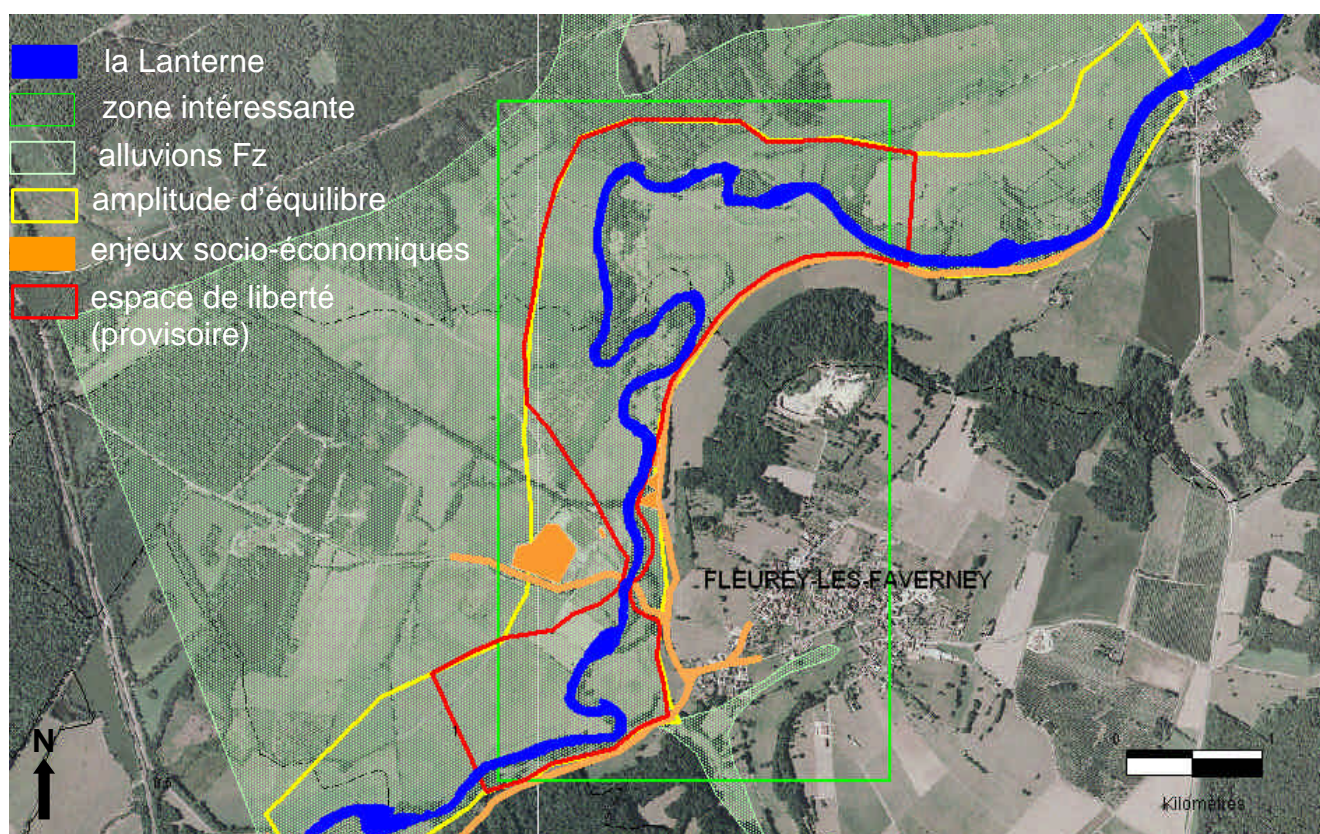 la Lanterne
zone intéressante
alluvions Fz
amplitude d'équilibre
enjeux socio-économiques
espace de liberté
(provisoire)
FLEUREY-LES-FAVERNEY
N
0 1
Kilomètres